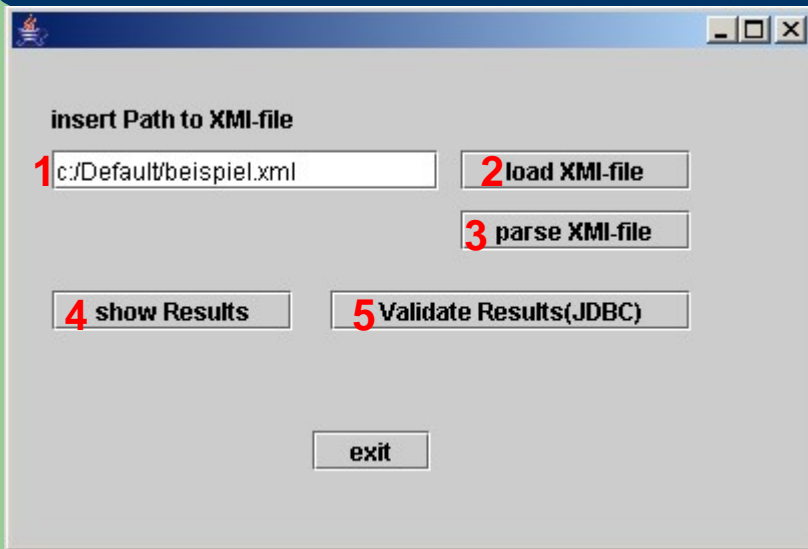 insert Path to XMI-file
1 c:/Default/beispiel.xml
2 load XMI-file
3 parse XMI-file
4 show Results
5 Validate Results(JDBC)
exit